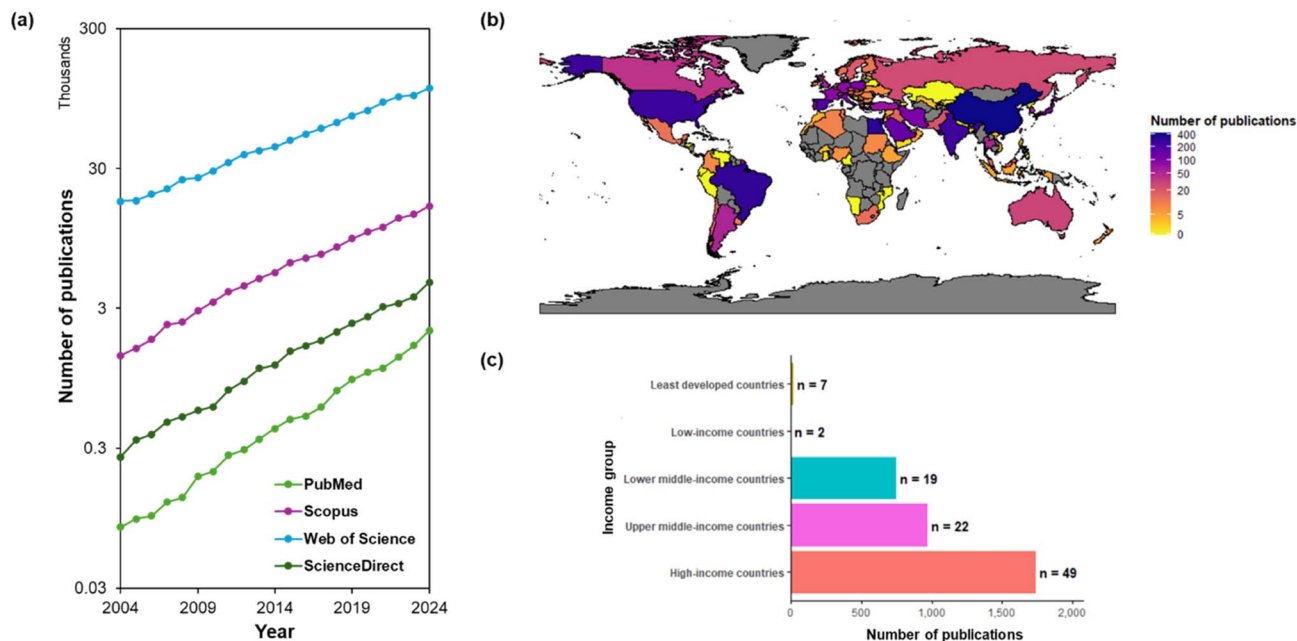 (a)
300
Thousands
30
3
0.3
0.03
Number of publications
PubMed
Scopus
Web of Science
ScienceDirect
2004 2009 2014 2019 2024
Year
(b)
Number of publications
400
200
100
50
20
5
0
(c)
Income group
Least developed countries n = 7
Low-income countries n = 2
Lower middle-income countries n = 19
Upper middle-income countries n = 22
High-income countries n = 49
0 500 1,000 1,500 2,000
Number of publications